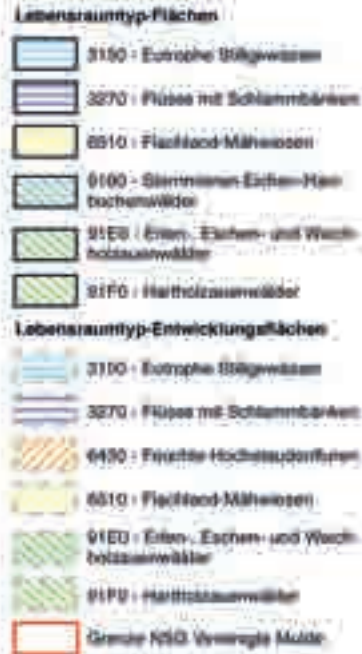 Lebensraumtyp-Flächen
3150 - Eutrophe Stillgewässer
3270 - Flüsse mit Schlammbänken
6510 - Flachland-Mähwiesen
9160 - Sternmieren-Eichen-Hain-
buchenwälder
91E0 - Erlen-, Eschen- und Weich-
holzauenwälder
91F0 - Hartholzauenwälder
Lebensraumtyp-Entwicklungsflächen
3150 - Eutrophe Stillgewässer
3270 - Flüsse mit Schlammbänken
6430 - Feuchte Hochstaudenfluren
6510 - Flachland-Mähwiesen
91E0 - Erlen-, Eschen- und Weich-
holzauenwälder
91F0 - Hartholzauenwälder
Grenze NSG Vereinigte Mulde